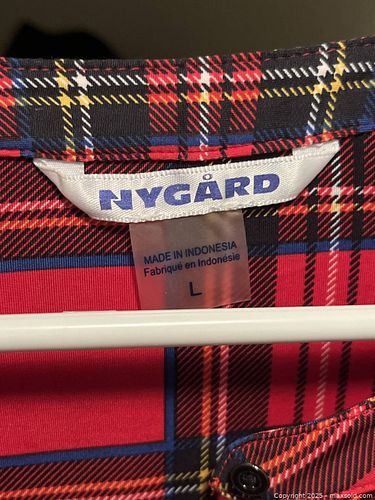 NYGÅRD
MADE IN INDONESIA
Fabriqué en Indonésie
L
Copyright 2025 - maxsold.com